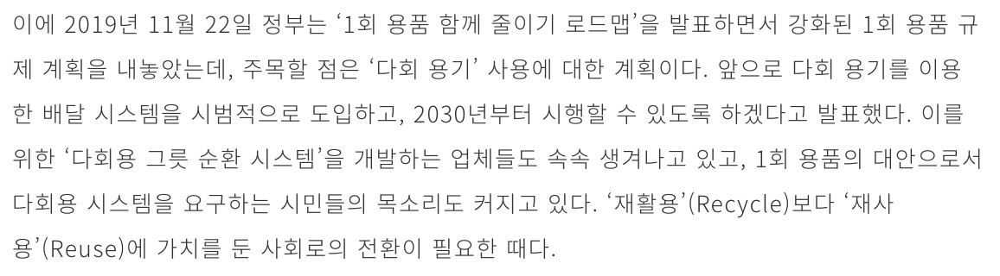 이에 2019년 11월 22일 정부는 ‘1회 용품 함께 줄이기 로드맵’을 발표하면서 강화된 1회 용품 규
제 계획을 내놓았는데, 주목할 점은 ‘다회 용기’ 사용에 대한 계획이다. 앞으로 다회 용기를 이용
한 배달 시스템을 시범적으로 도입하고, 2030년부터 시행할 수 있도록 하겠다고 발표했다. 이를
위한 ‘다회용 그릇 순환 시스템’을 개발하는 업체들도 속속 생겨나고 있고, 1회 용품의 대안으로서
다회용 시스템을 요구하는 시민들의 목소리도 커지고 있다. ‘재활용’(Recycle)보다 ‘재사
용’(Reuse)에 가치를 둔 사회로의 전환이 필요한 때다.